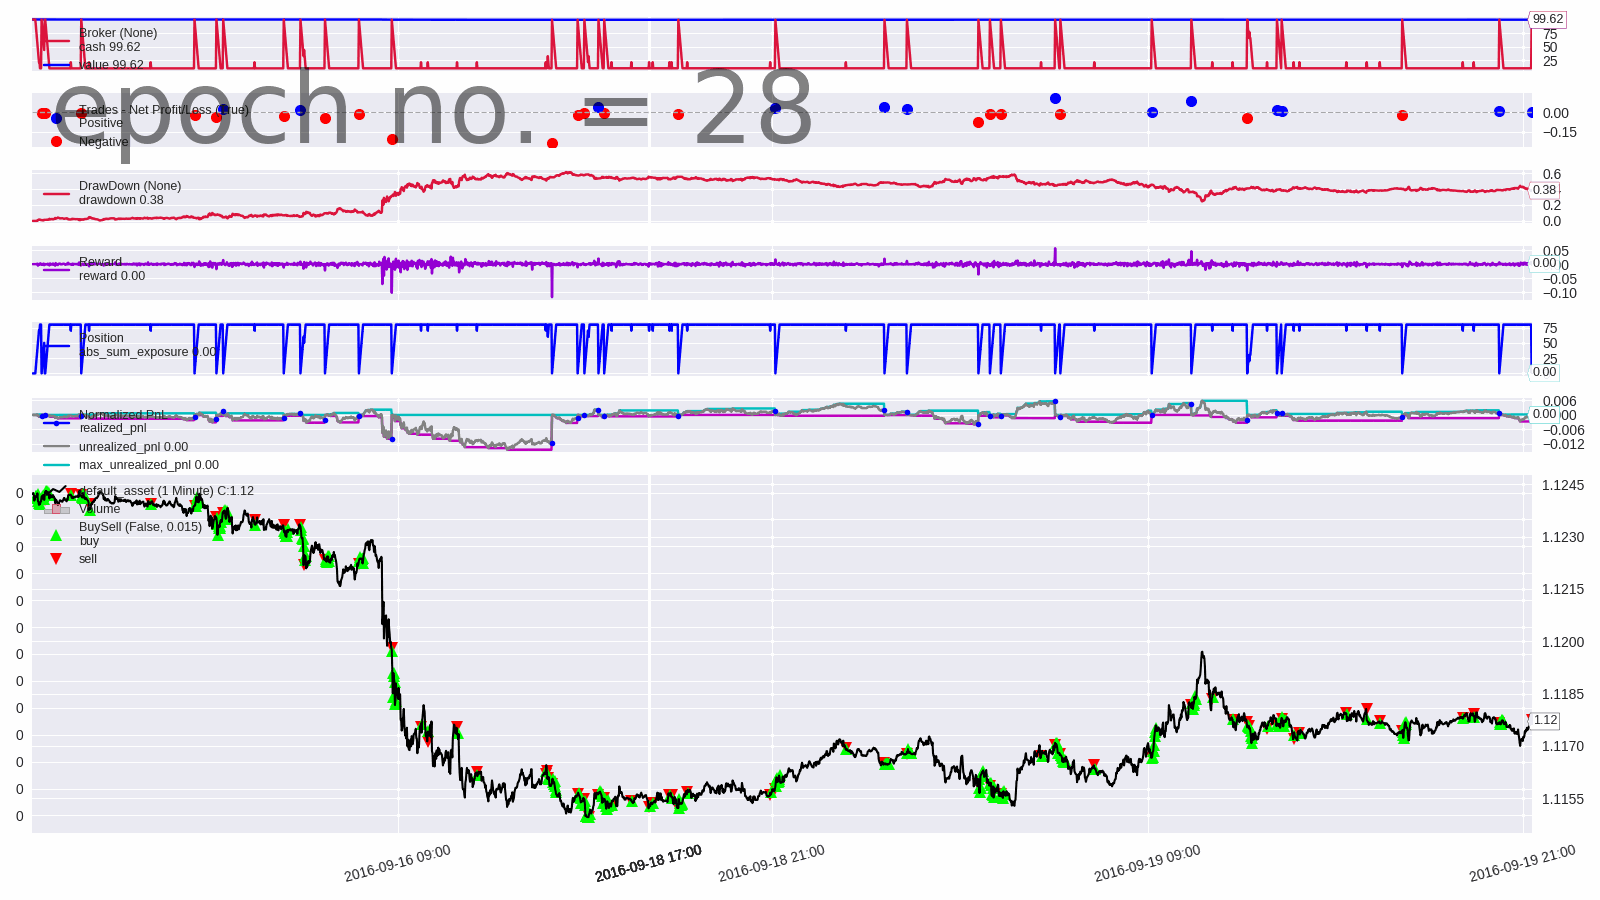 Broker (None)
cash 99.62
value 99.62
99.62
75
50
25
epoch no. = 28
Trades - Net Profit/Loss (True)
Positive
Negative
0.00
−0.15
DrawDown (None)
drawdown 0.38
0.6
0.38
0.2
0.0
Reward
reward 0.00
0.05
0.00
−0.05
−0.10
Position
abs_sum_exposure 0.00
75
50
25
0.00
Normalized PnL
realized_pnl
unrealized_pnl 0.00
max_unrealized_pnl 0.00
0.006
0.00
−0.006
−0.012
default_asset (1 Minute) C:1.12
Volume
BuySell (False, 0.015)
buy
sell
0
0
0
0
0
0
0
0
0
0
0
0
0
1.1245
1.1230
1.1215
1.1200
1.1185
1.12
1.1170
1.1155
2016-09-16 09:00
2016-09-18 17:00
2016-09-18 21:00
2016-09-19 09:00
2016-09-19 21:00